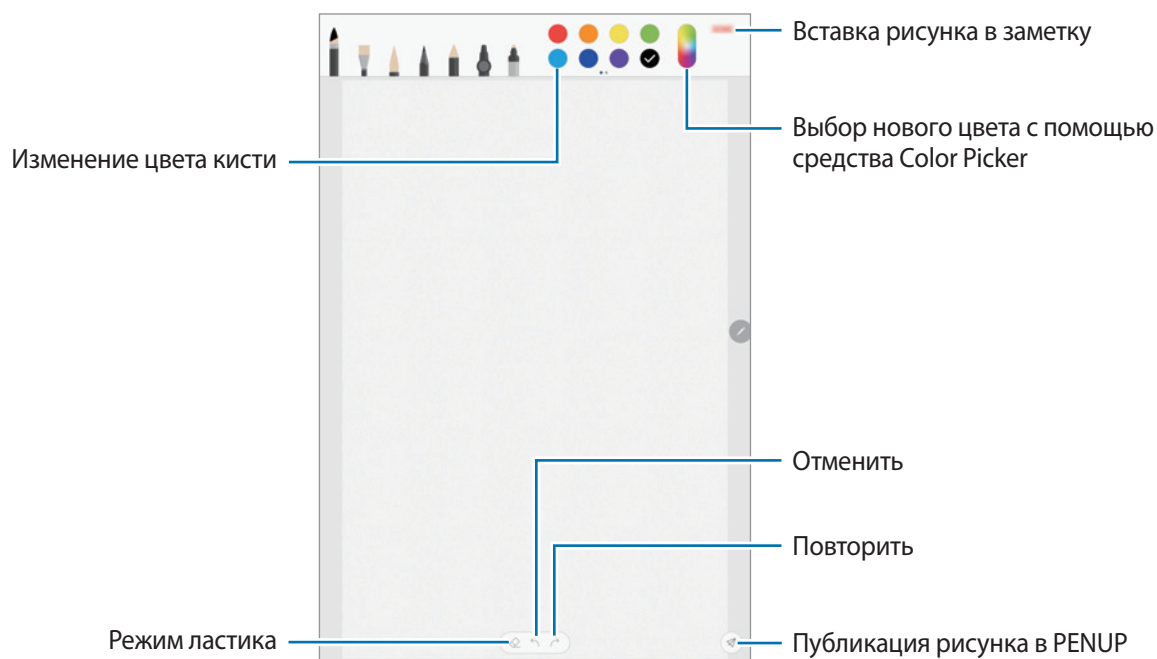 Вставка рисунка в заметку
Выбор нового цвета с помощью
средства Color Picker
Изменение цвета кисти
Отменить
Повторить
Режим ластика
Публикация рисунка в PENUP